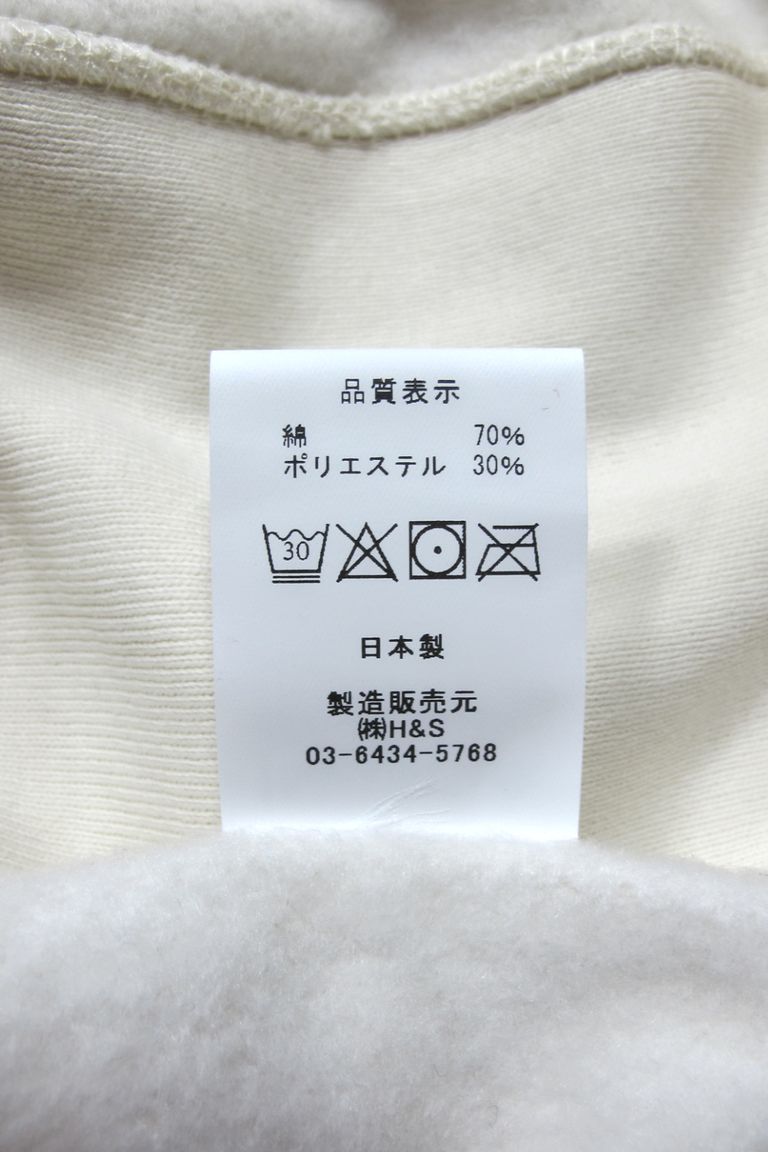 品質表示
綿 70%
ポリエステル 30%
30
日本製
製造販売元
㈱H&S
03-6434-5768